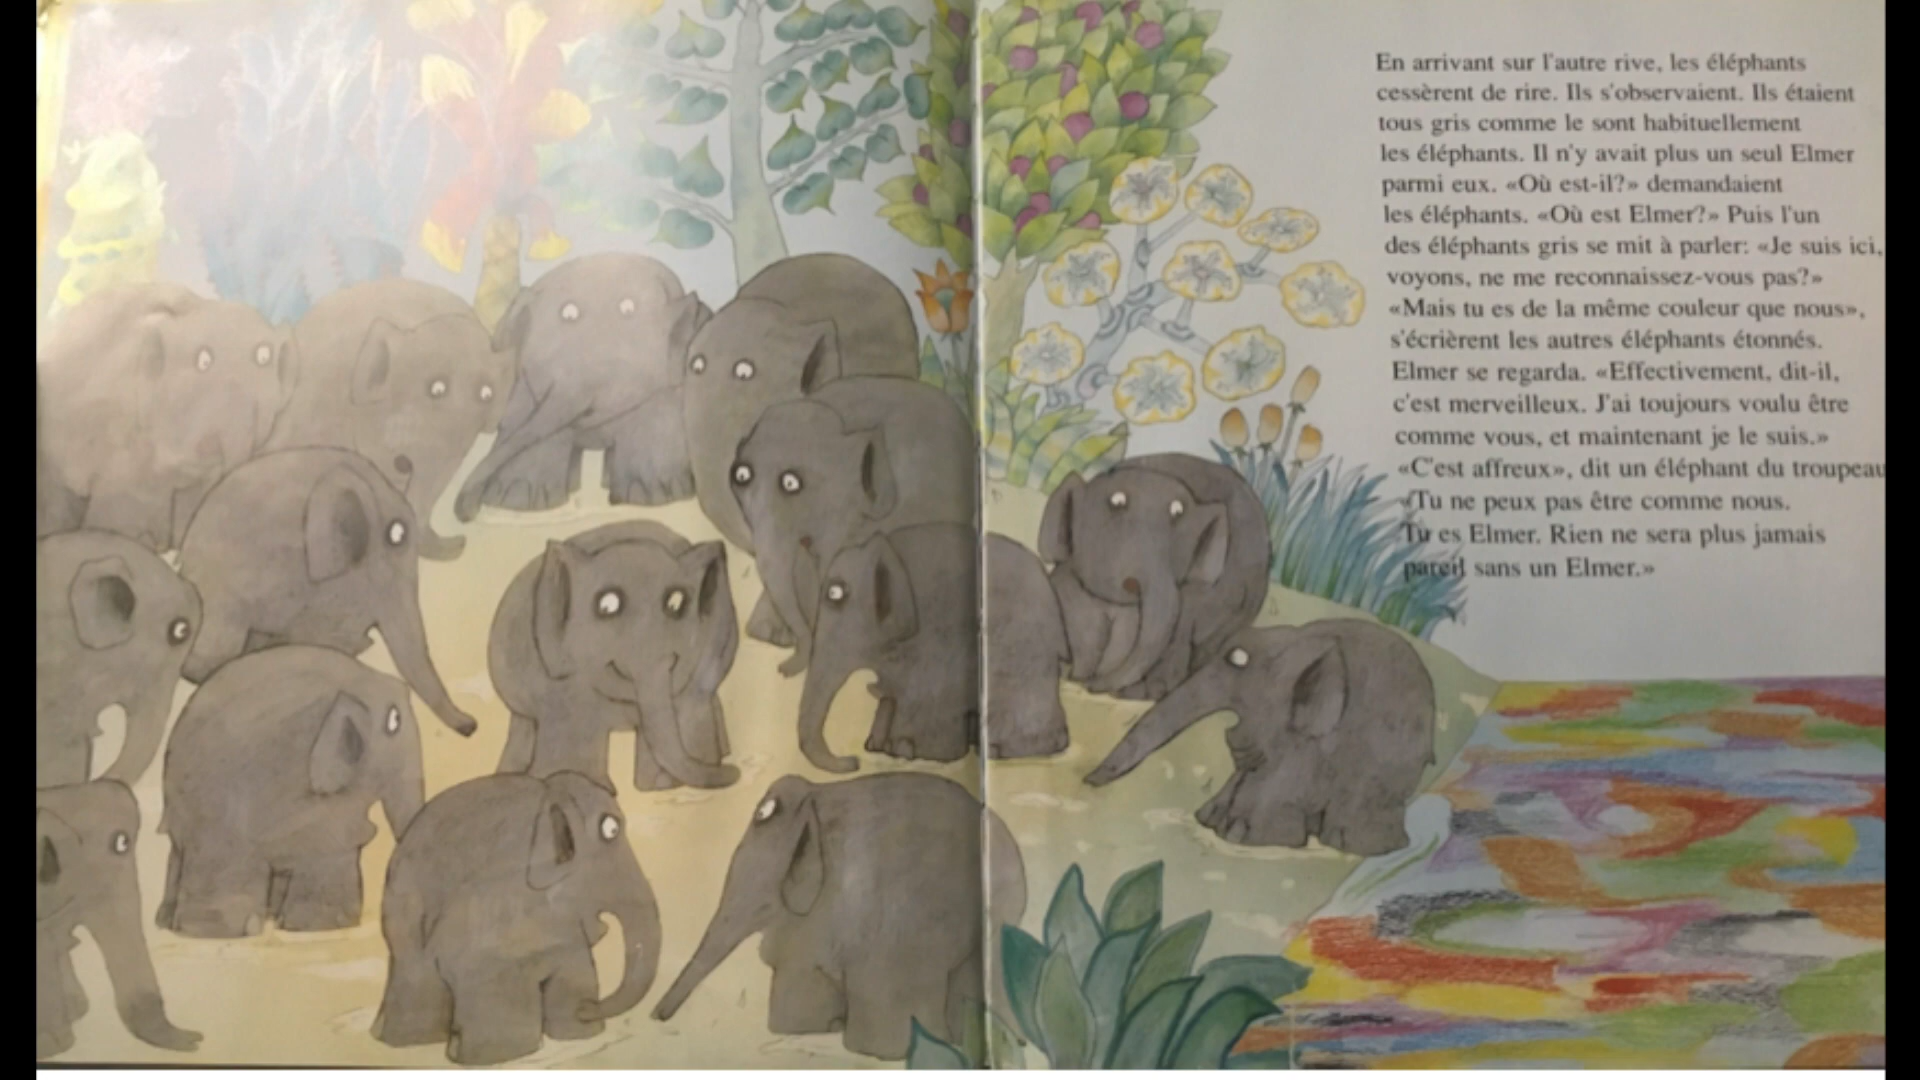 En arrivant sur l'autre rive, les éléphants
cessèrent de rire. Ils s'observaient. Ils étaient
tous gris comme le sont habituellement
les éléphants. Il n'y avait plus un seul Elmer
parmi eux. «Où est-il?» demandaient
les éléphants. «Où est Elmer?» Puis l'un
des éléphants gris se mit à parler: «Je suis ici,
voyons, ne me reconnaissez-vous pas?»
«Mais tu es de la même couleur que nous»,
s'écrièrent les autres éléphants étonnés.
Elmer se regarda. «Effectivement, dit-il,
c'est merveilleux. J'ai toujours voulu être
comme vous, et maintenant je le suis.»
«C'est affreux», dit un éléphant du troupeau
«Tu ne peux pas être comme nous.
Tu es Elmer. Rien ne sera plus jamais
pareil sans un Elmer.»